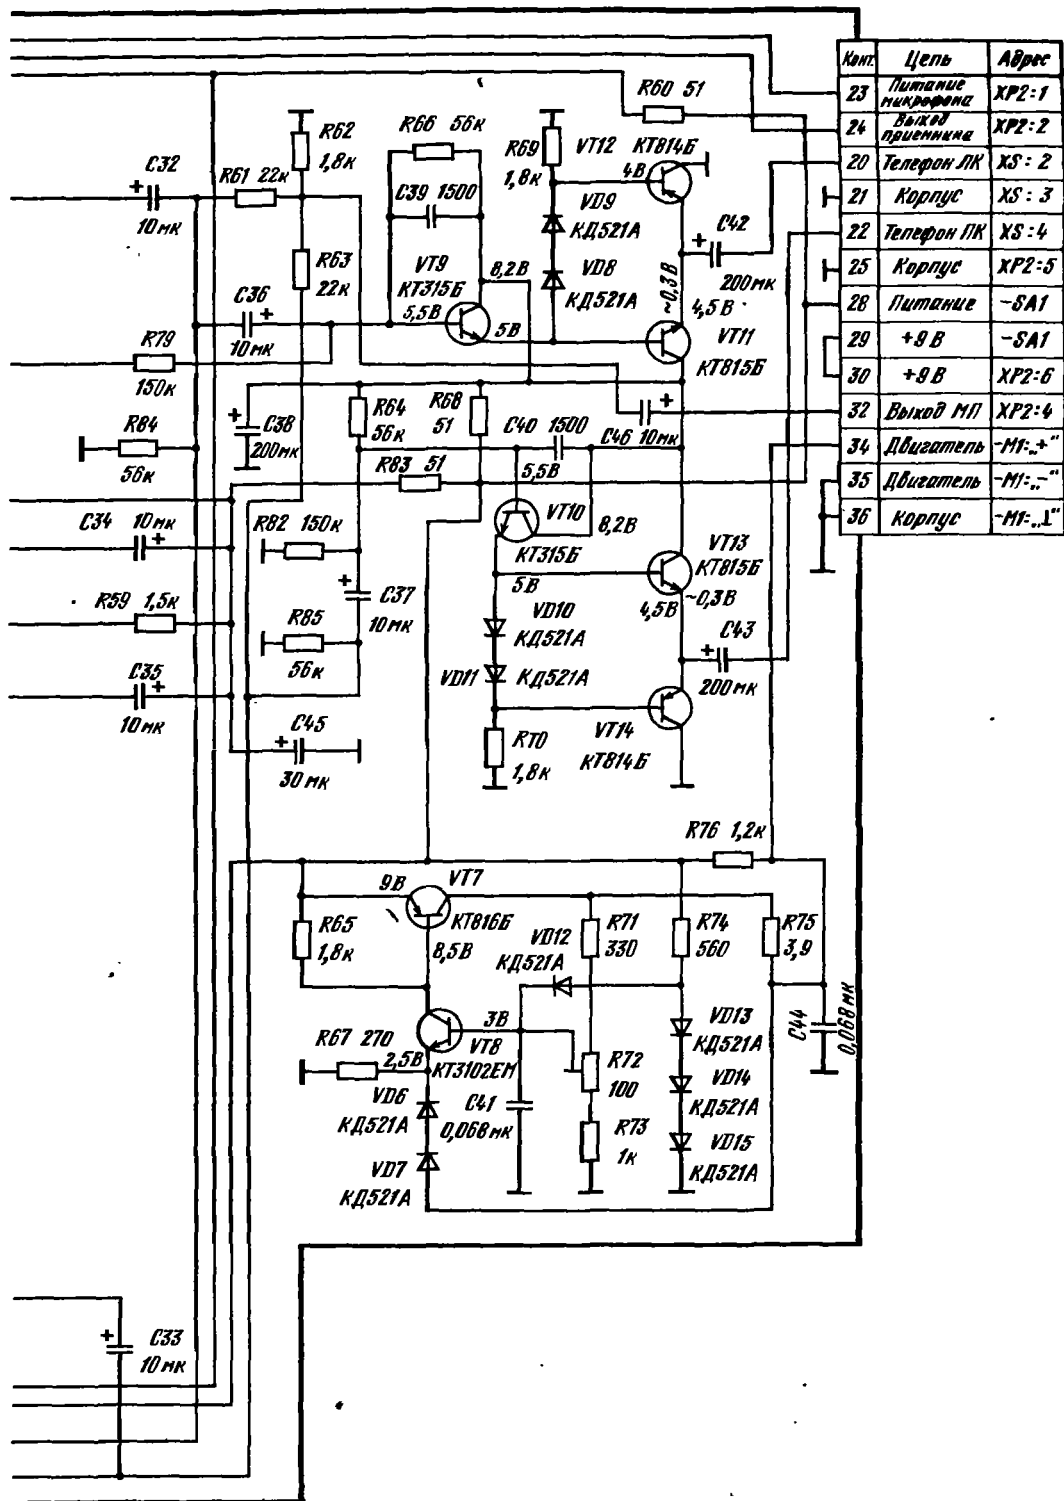 Конт. Цепь Адрес
23 Питание микрофона XP2:1
24 Выход приемника XP2:2
20 Телефон ЛК XS:2
21 Корпус XS:3
22 Телефон ПК XS:4
25 Корпус XP2:5
28 Питание -SA1
29 +9 В -SA1
30 +9 В XP2:6
32 Выход МП XP2:4
34 Двигатель -М1:„+"
35 Двигатель -М1:„-"
36 Корпус -М1:„⊥"
R60 51
R62
1,8к
R66 56к
R69
1,8к
VT12
КТ814Б
4В
C32
+
10мк
R61 22к
C39 1500
VD9
КД521А
+
C42
200мк
R63
22к
VT9
КТ315Б
8,2В
VD8
КД521А
~0,3В
4,5В
C36
+
10мк
5,5В
5В
VT11
КТ815Б
R79
150к
+
C38
200мк
R64
56к
R68
51
C40 1500
+
C46 10мк
R84
56к
R83 51
5,5В
VT10
КТ315Б
8,2В
C34 10мк
+
R82 150к
VT13
КТ815Б
5В
4,5В
~0,3В
R59 1,5к
+
C37
10мк
VD10
КД521А
C43
+
200мк
R85
56к
C35
+
10мк
VD11 КД521А
C45
+
30мк
R70
1,8к
VT14
КТ814Б
R76 1,2к
9В
VT7
КТ816Б
R65
1,8к
8,5В
VD12
КД521А
R71
330
R74
560
R75
3,9
C44
0,068мк
R67 270
2,5В
3В
VT8
КТ3102ЕМ
R72
100
VD13
КД521А
VD6
КД521А
C41
0,068мк
VD14
КД521А
R73
1к
VD7
КД521А
VD15
КД521А
+
C33
10мк